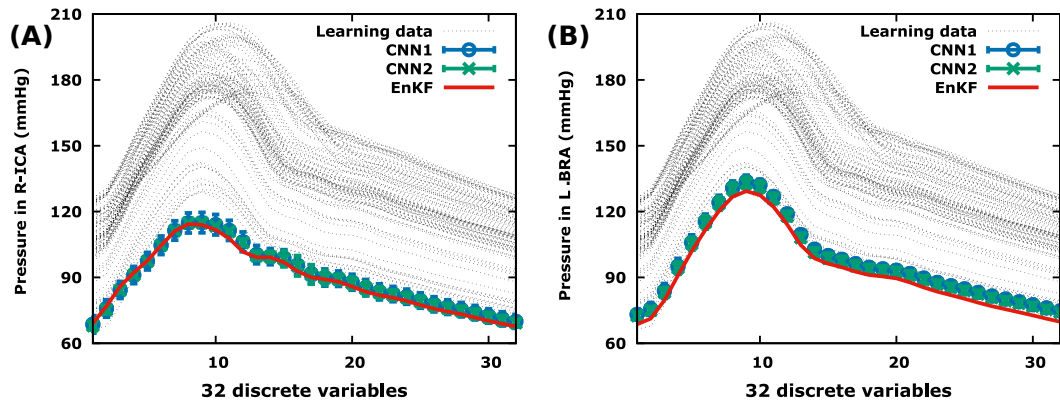 (A)
Pressure in R-ICA (mmHg)
210
180
150
120
90
60
10
20
30
32 discrete variables
Learning data
CNN1
CNN2
EnKF
(B)
Pressure in L .BRA (mmHg)
210
180
150
120
90
60
10
20
30
32 discrete variables
Learning data
CNN1
CNN2
EnKF